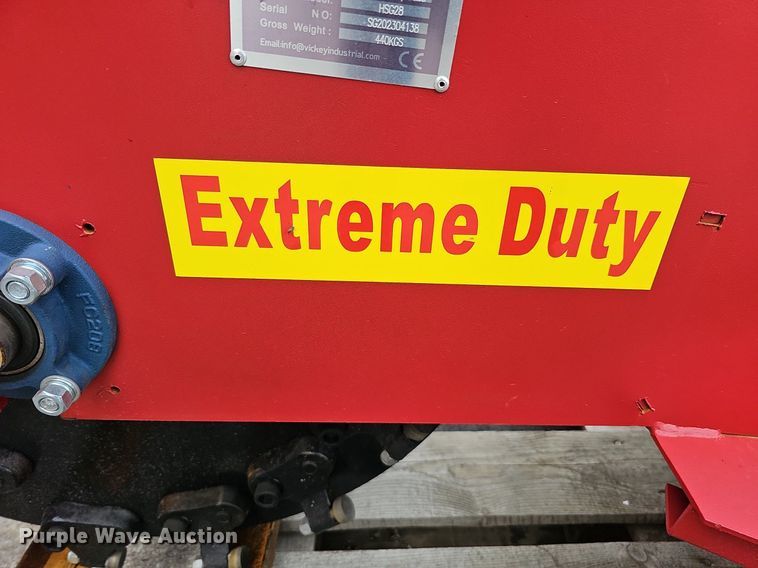 HSG28
Serial NO: SG202304138
Gross Weight: 440KGS
Email:info@vickeyindustrial.com CE
Extreme Duty
FC208
Purple Wave Auction